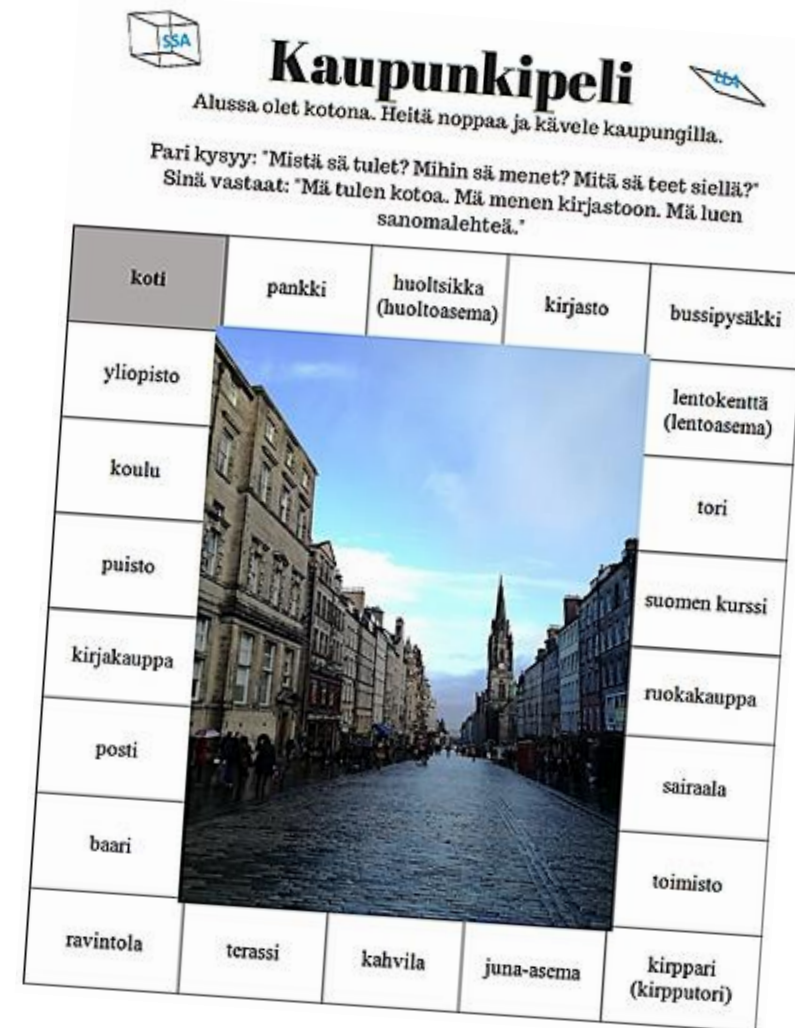 SSA
LLA
Kaupunkipeli
Alussa olet kotona. Heitä noppaa ja kävele kaupungilla.
Pari kysyy: "Mistä sä tulet? Mihin sä menet? Mitä sä teet siellä?"
Sinä vastaat: "Mä tulen kotoa. Mä menen kirjastoon. Mä luen
sanomalehteä."
koti
pankki
huoltsikka
(huoltoasema)
kirjasto
bussipysäkki
yliopisto
lentokenttä
(lentoasema)
koulu
tori
puisto
suomen kurssi
kirjakauppa
ruokakauppa
posti
sairaala
baari
toimisto
ravintola
terassi
kahvila
juna-asema
kirppari
(kirpputori)